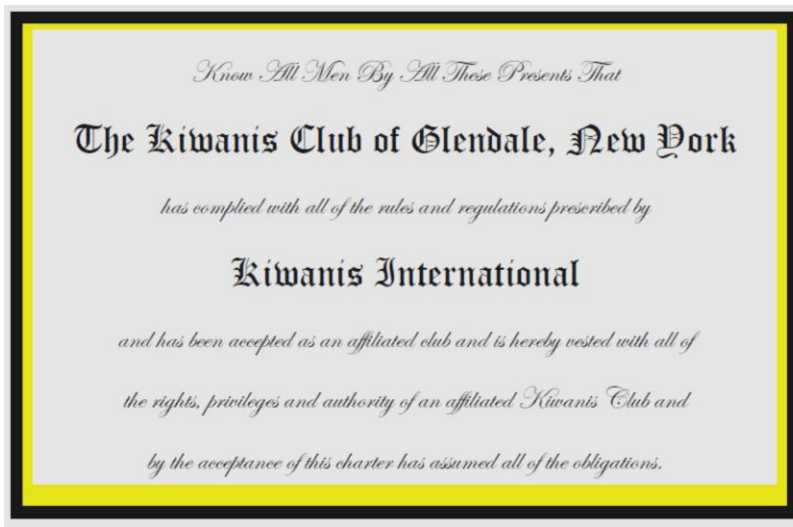 Know All Men By All These Presents That
The Kiwanis Club of Glendale, New York
has complied with all of the rules and regulations prescribed by
Kiwanis International
and has been accepted as an affiliated club and is hereby vested with all of
the rights, privileges and authority of an affiliated Kiwanis Club and
by the acceptance of this charter has assumed all of the obligations.